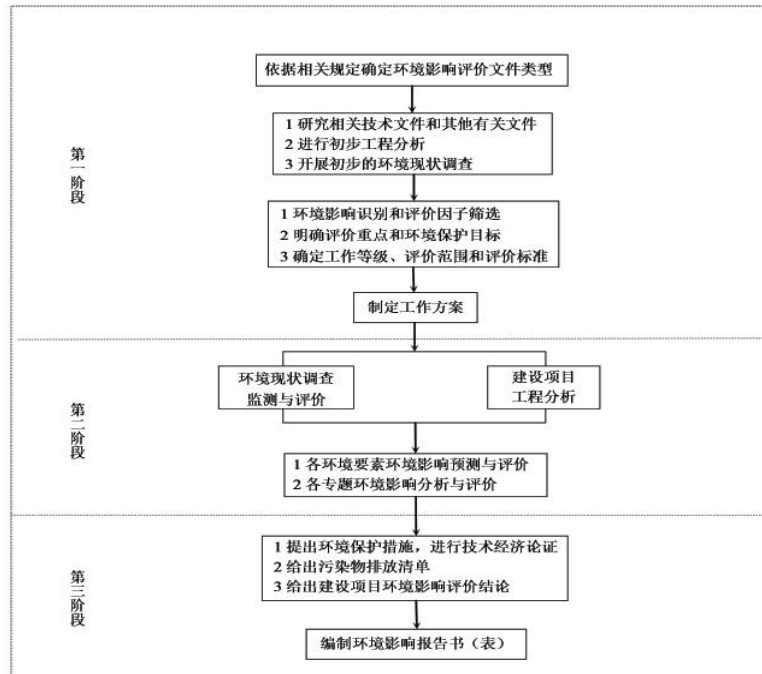 依据相关规定确定环境影响评价文件类型
第一阶段
1 研究相关技术文件和其他有关文件
2 进行初步工程分析
3 开展初步的环境现状调查
1 环境影响识别和评价因子筛选
2 明确评价重点和环境保护目标
3 确定工作等级、评价范围和评价标准
制定工作方案
第二阶段
环境现状调查
监测与评价
建设项目
工程分析
1 各环境要素环境影响预测与评价
2 各专题环境影响分析与评价
第三阶段
1 提出环境保护措施，进行技术经济论证
2 给出污染物排放清单
3 给出建设项目环境影响评价结论
编制环境影响报告书（表）